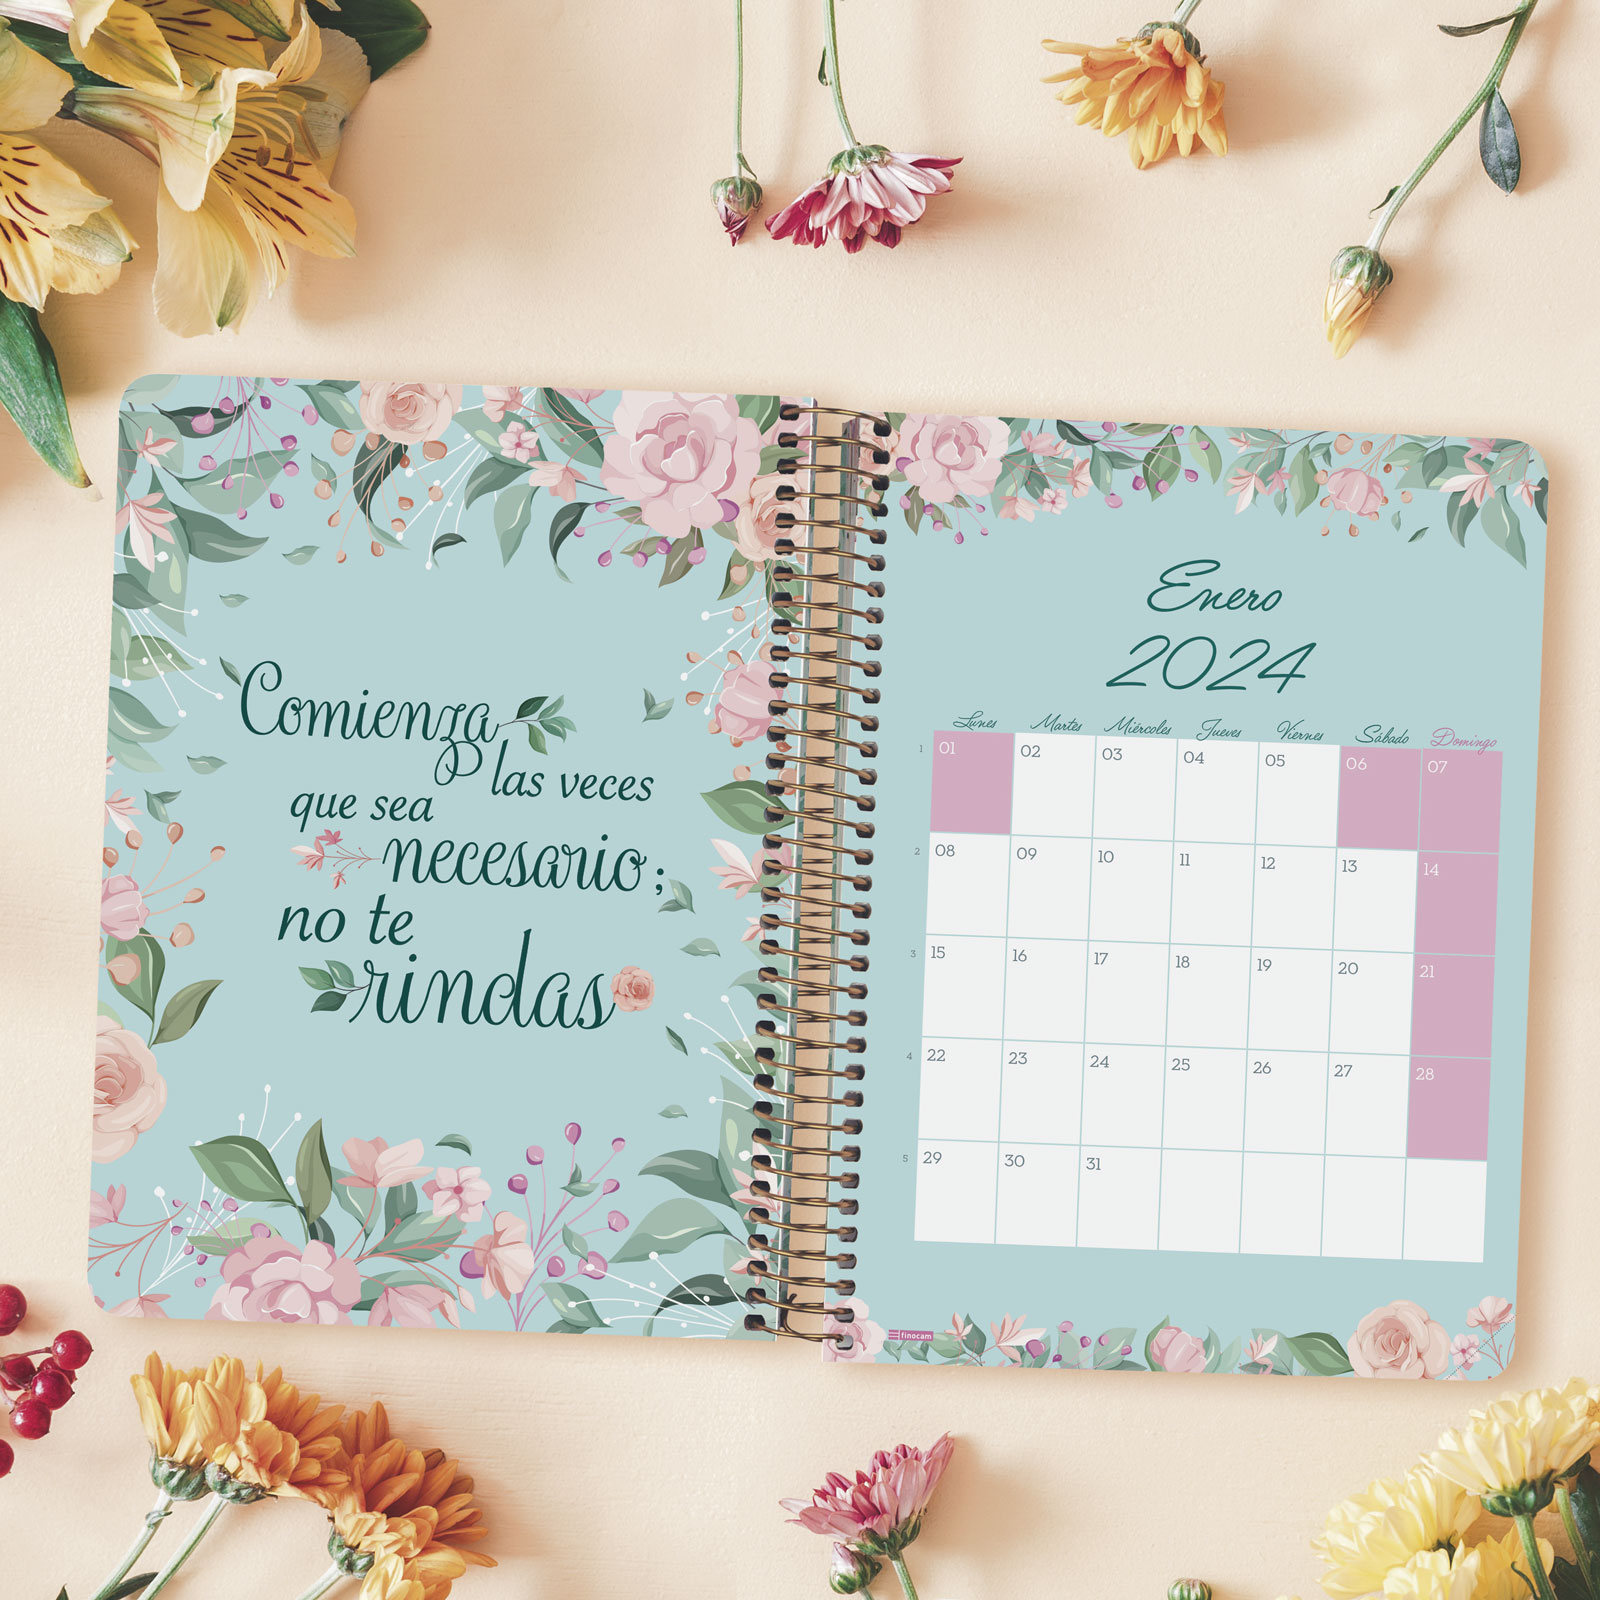 Comienza
las veces
que sea
necesario;
no te
rindas
Enero
2024
Lunes Martes Miércoles Jueves Viernes Sábado Domingo
1 01 02 03 04 05 06 07
2 08 09 10 11 12 13 14
3 15 16 17 18 19 20 21
4 22 23 24 25 26 27 28
5 29 30 31
finocam